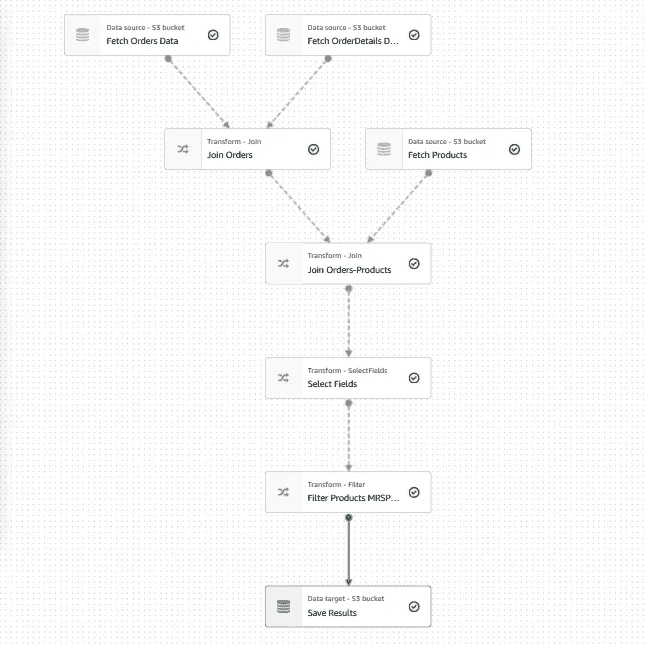 Data source - S3 bucket
Fetch Orders Data
Data source - S3 bucket
Fetch OrderDetails D...
Transform - Join
Join Orders
Data source - S3 bucket
Fetch Products
Transform - Join
Join Orders-Products
Transform - SelectFields
Select Fields
Transform - Filter
Filter Products MRSP...
Data target - S3 bucket
Save Results